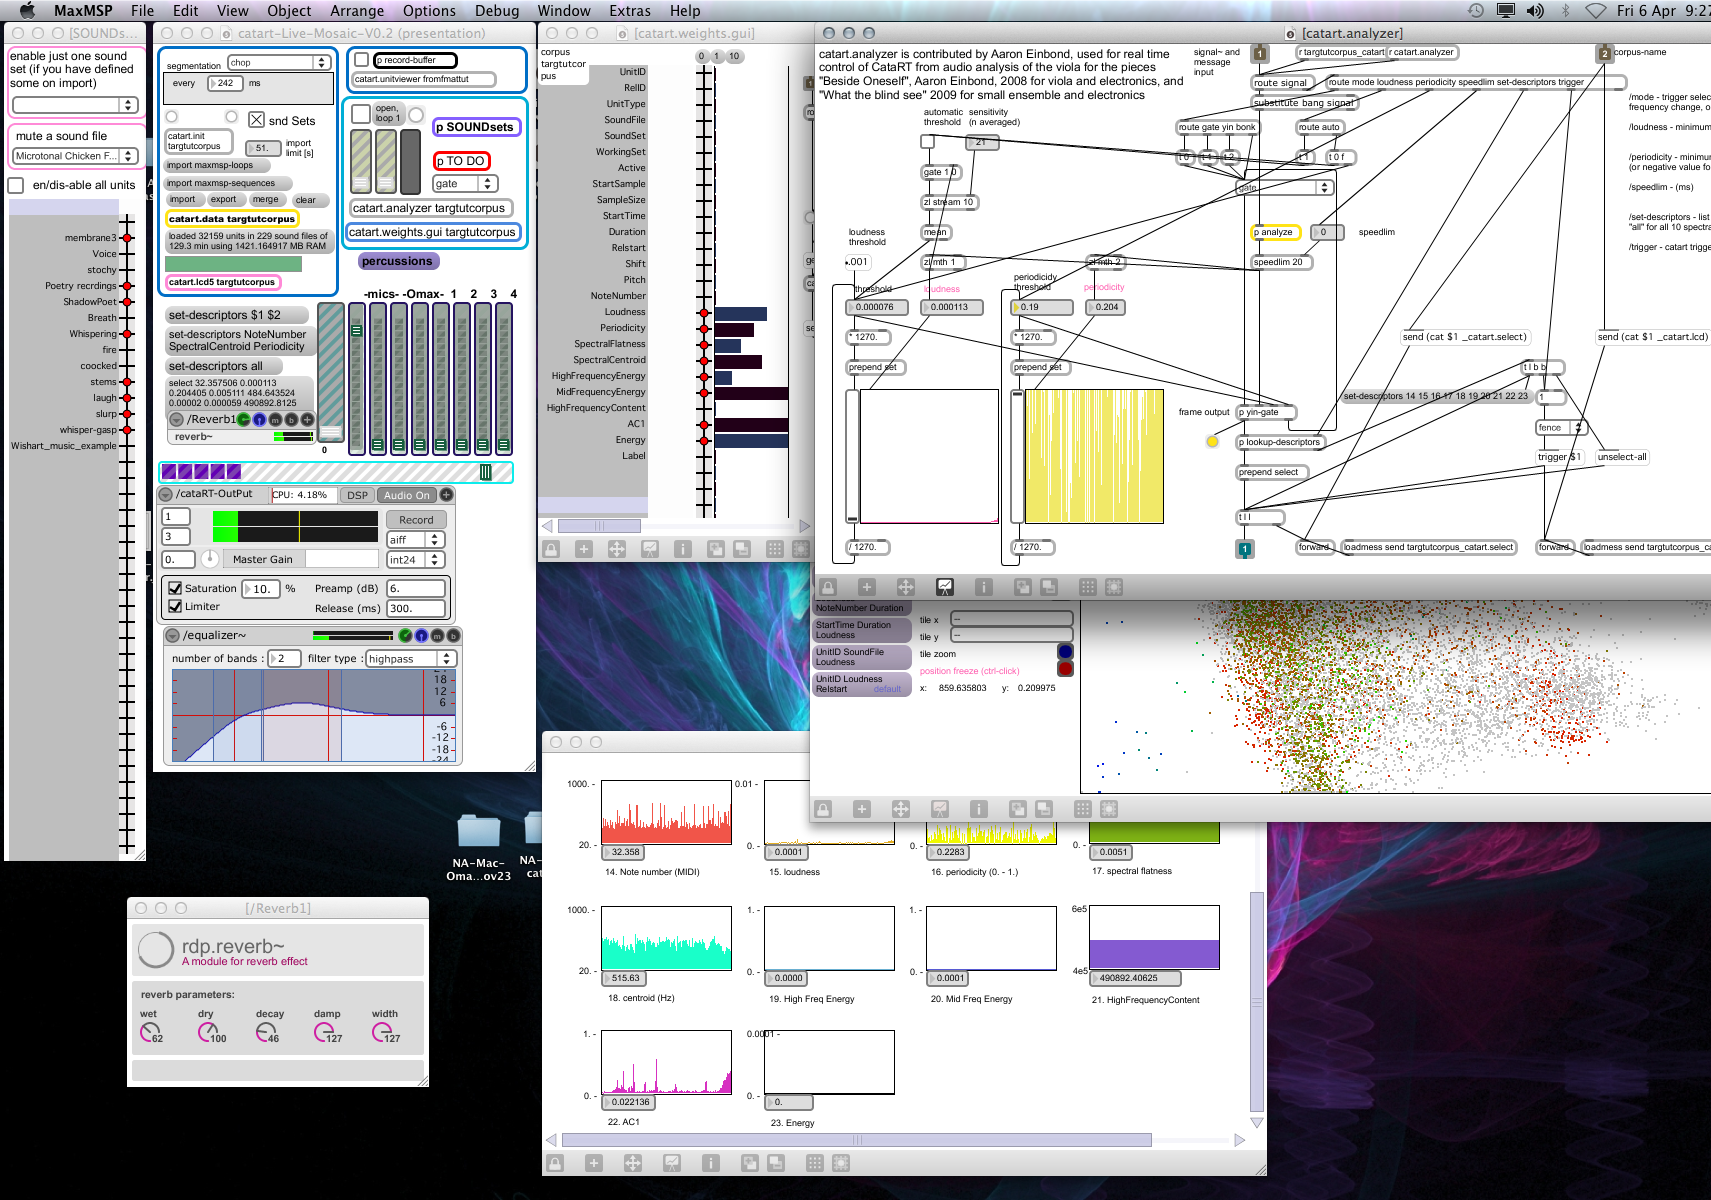 MaxMSP File Edit View Object Arrange Options Debug Window Extras Help
Fri 6 Apr 9:27
[SOUNDs...
enable just one sound
set (if you have defined
some on import)
mute a sound file
Microtonal Chicken F...
en/dis-able all units
membrane3
Voice
stochy
Poetry recrdings
ShadowPoet
Breath
Whispering
fire
coocked
stems
laugh
slurp
whisper-gasp
Wishart_music_example
catart-Live-Mosaic-V0.2 (presentation)
segmentation chop
every 242 ms
snd Sets
catart.init
targtutcorpus
51. import
limit [s]
import maxmsp-loops
import maxmsp-sequences
import export merge clear
catart.data targtutcorpus
loaded 32159 units in 229 sound files of
129.3 min using 1421.164917 MB RAM
catart.lcd5 targtutcorpus
p record-buffer
catart.unitviewer fromfmattut
open,
loop 1
p SOUNDsets
p TO DO
gate
catart.analyzer targtutcorpus
catart.weights.gui targtutcorpus
percussions
-mics- -Omax- 1 2 3 4
set-descriptors $1 $2
set-descriptors NoteNumber
SpectralCentroid Periodicity
set-descriptors all
select 32.357506 0.000113
0.204405 0.005111 484.643524
0.00002 0.000059 490892.8125
/Reverb1 m b +
reverb~
0
/cataRT-OutPut CPU: 4.18% DSP Audio On +
1
3
Record
aiff
0. Master Gain int24
Saturation 10. % Preamp (dB) 6.
Limiter Release (ms) 300.
/equalizer~ m b
number of bands : 2 filter type : highpass
18
12
6
-6
-12
-18
-24
[catart.weights.gui]
corpus
targtutcor
pus
0 1 10
UnitID
RelID
UnitType
SoundFile
SoundSet
WorkingSet
Active
StartSample
SampleSize
StartTime
Duration
Relstart
Shift
Pitch
NoteNumber
Loudness
Periodicity
SpectralFlatness
SpectralCentroid
HighFrequencyEnergy
MidFrequencyEnergy
HighFrequencyContent
AC1
Energy
Label
[catart.analyzer]
catart.analyzer is contributed by Aaron Einbond, used for real time
control of CataRT from audio analysis of the viola for the pieces
"Beside Oneself", Aaron Einbond, 2008 for viola and electronics, and
"What the blind see" 2009 for small ensemble and electronics
signal~ and
message
input
1
r targtutcorpus_catart r catart.analyzer
2 corpus-name
route signal
route mode loudness periodicity speedlim set-descriptors trigger
substitute bang signal
automatic
threshold
sensitivity
(n averaged)
21
route gate yin bonk
route auto
t 0 t 1 t 2
t 1 t 0 f
gate 1 0
gate
zl stream 10
mean
p analyze
0 speedlim
speedlim 20
loudness
threshold
.001
zl mth 1
zl mth 2
threshold
loudness
periodicidy
threshold
periodicity
0.000076
0.000113
0.19
0.204
* 1270.
* 1270.
prepend set
prepend set
/ 1270.
/ 1270.
/mode - trigger selec
frequency change, o
/loudness - minimum
/periodicity - minimu
(or negative value fo
/speedlim - (ms)
/set-descriptors - list
"all" for all 10 spectra
/trigger - catart trigge
send (cat $1 _catart.select)
send (cat $1 _catart.lcd)
t l b b
set-descriptors 14 15 16 17 18 19 20 21 22 23
1
frame output
p yin-gate
fence
p lookup-descriptors
trigger $1
unselect-all
prepend select
t l l
1
forward
loadmess send targtutcorpus_catart.select
forward
loadmess send targtutcorpus_ca
NoteNumber Duration
StartTime Duration
Loudness
UnitID SoundFile
Loudness
UnitID Loudness
Relstart default
tile x --
tile y --
tile zoom
position freeze (ctrl-click)
x: 859.635803 y: 0.209975
1000. -
20. -
32.358
14. Note number (MIDI)
0.01 -
0. -
0.0001
15. loudness
0. -
0.2283
16. periodicity (0. - 1.)
0. -
0.0051
17. spectral flatness
1000. -
20. -
515.63
18. centroid (Hz)
1. -
0. -
0.0000
19. High Freq Energy
1. -
0. -
0.0001
20. Mid Freq Energy
6e5
4e5
490892.40625
21. HighFrequencyContent
1. -
0. -
0.022136
22. AC1
0.0001 -
0. -
0.
23. Energy
NA-Mac-
Oma...ov23
NA-
cat
[/Reverb1]
rdp.reverb~
A module for reverb effect
reverb parameters:
wet dry decay damp width
62 100 46 127 127